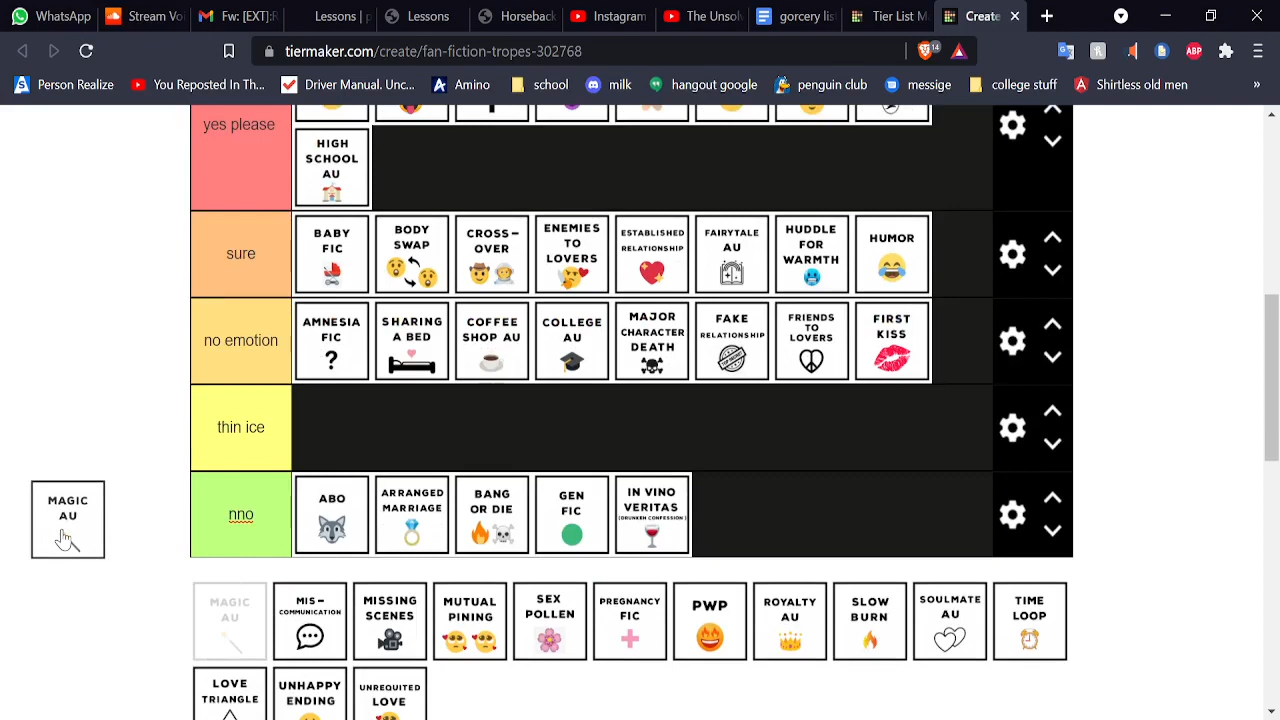 WhatsApp
Stream Vo
Fw: [EXT]:R
Lessons | p
Lessons
Horseback
Instagram
The Unso
gorcery lis
Tier List M
Create
tiermaker.com/create/fan-fiction-tropes-302768
14
Person Realize
You Reposted In Th...
Driver Manual. Unc...
Amino
school
milk
hangout google
penguin club
messige
college stuff
Shirtless old men
»
yes please
HIGH
SCHOOL
AU
sure
BABY
FIC
BODY
SWAP
CROSS-
OVER
ENEMIES
TO
LOVERS
ESTABLISHED
RELATIONSHIP
FAIRYTALE
AU
HUDDLE
FOR
WARMTH
HUMOR
no emotion
AMNESIA
FIC
?
SHARING
A BED
COFFEE
SHOP AU
COLLEGE
AU
MAJOR
CHARACTER
DEATH
FAKE
RELATIONSHIP
FRIENDS
TO
LOVERS
FIRST
KISS
thin ice
nno
ABO
ARRANGED
MARRIAGE
BANG
OR DIE
GEN
FIC
IN VINO
VERITAS
(DRUNKEN CONFESSION)
MAGIC
AU
MAGIC
AU
MIS-
COMMUNICATION
MISSING
SCENES
MUTUAL
PINING
SEX
POLLEN
PREGNANCY
FIC
PWP
ROYALTY
AU
SLOW
BURN
SOULMATE
AU
TIME
LOOP
LOVE
TRIANGLE
UNHAPPY
ENDING
UNREQUITED
LOVE